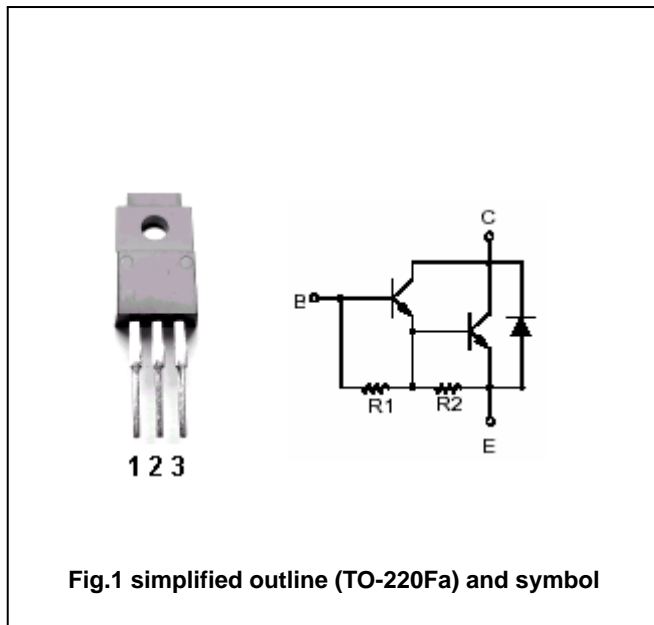 C
B
R1
R2
E
1 2 3
Fig.1 simplified outline (TO-220Fa) and symbol